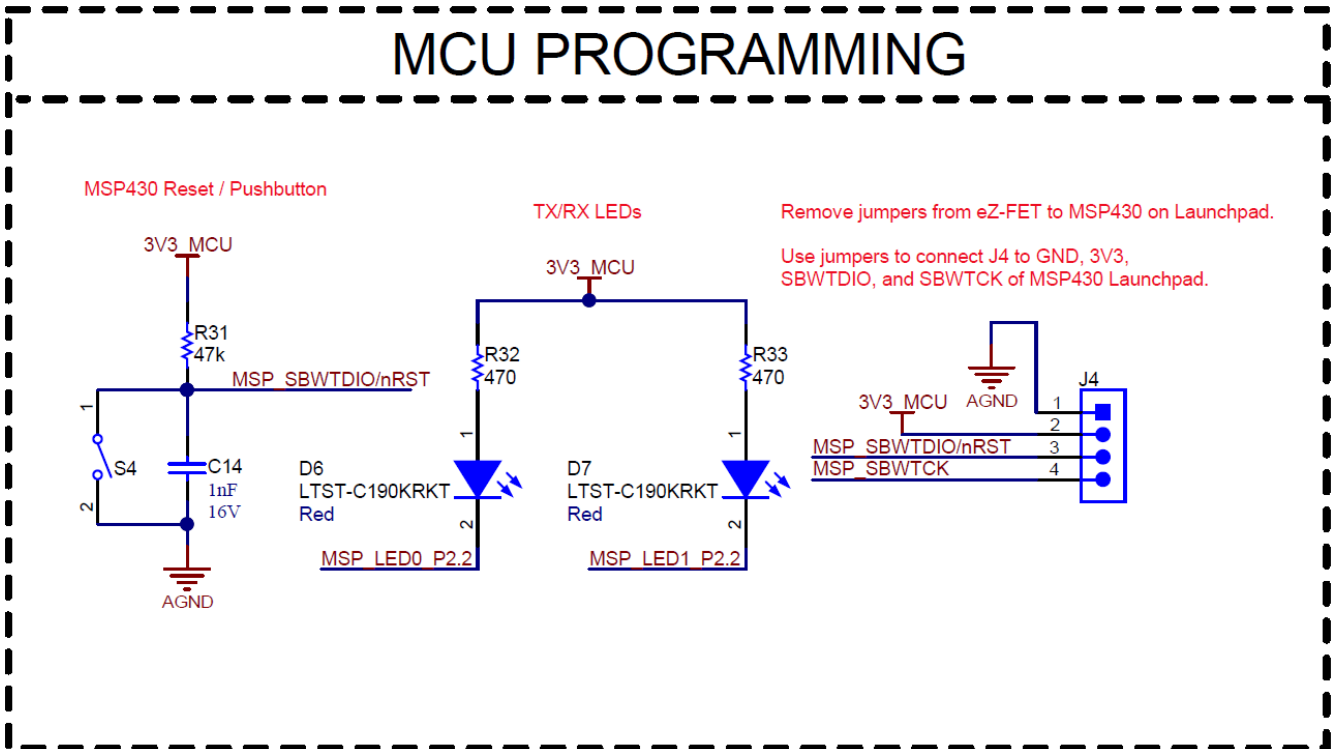 MCU PROGRAMMING
MSP430 Reset / Pushbutton
3V3_MCU
R31
47k
MSP_SBWTDIO/nRST
1
S4
2
C14
1nF
16V
AGND
TX/RX LEDs
3V3_MCU
R32
470
R33
470
1
D6
LTST-C190KRKT
Red
2
MSP_LED0_P2.2
1
D7
LTST-C190KRKT
Red
2
MSP_LED1_P2.2
Remove jumpers from eZ-FET to MSP430 on Launchpad.
Use jumpers to connect J4 to GND, 3V3,
SBWTDIO, and SBWTCK of MSP430 Launchpad.
AGND
J4
3V3_MCU
1
2
MSP_SBWTDIO/nRST
3
MSP_SBWTCK
4